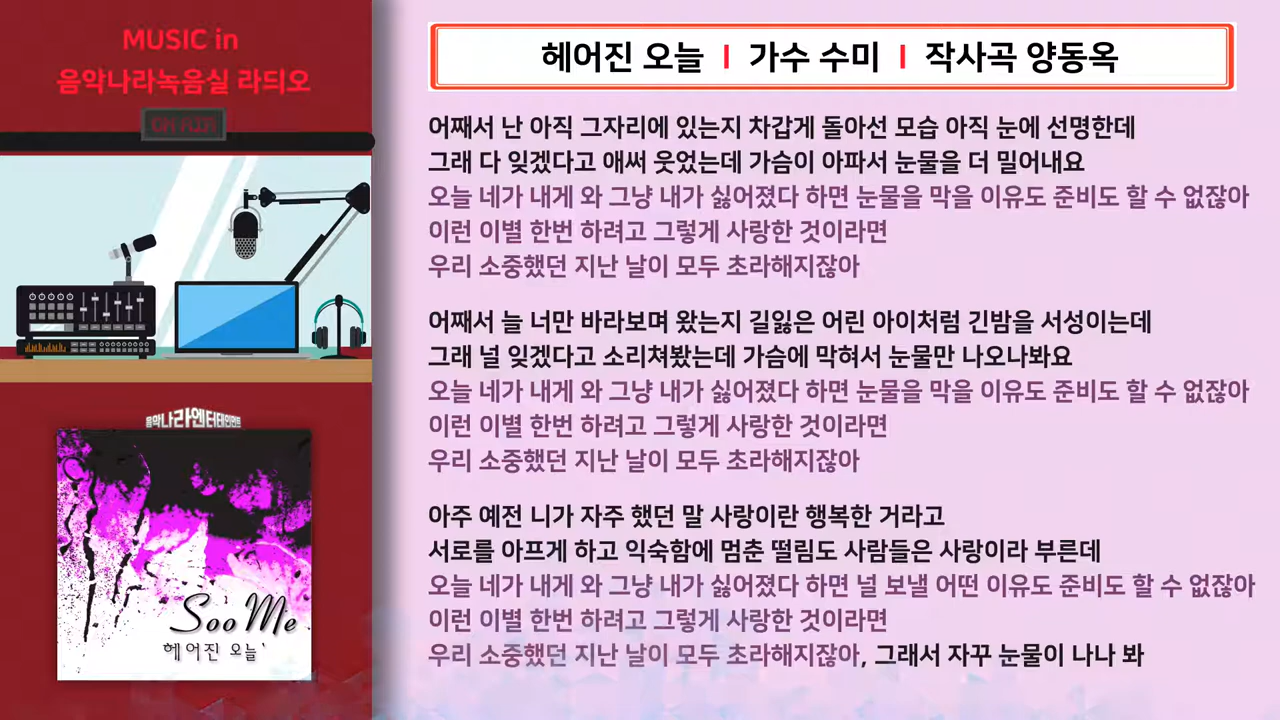 MUSIC in
음악나라녹음실 라듸오
ON AIR
음악나라엔터테인먼트
Soo Me
헤어진 오늘`
헤어진 오늘 I 가수 수미 I 작사곡 양동옥
어째서 난 아직 그자리에 있는지 차갑게 돌아선 모습 아직 눈에 선명한데
그래 다 잊겠다고 애써 웃었는데 가슴이 아파서 눈물을 더 밀어내요
오늘 네가 내게 와 그냥 내가 싫어졌다 하면 눈물을 막을 이유도 준비도 할 수 없잖아
이런 이별 한번 하려고 그렇게 사랑한 것이라면
우리 소중했던 지난 날이 모두 초라해지잖아
어째서 늘 너만 바라보며 왔는지 길잃은 어린 아이처럼 긴밤을 서성이는데
그래 널 잊겠다고 소리쳐봤는데 가슴에 막혀서 눈물만 나오나봐요
오늘 네가 내게 와 그냥 내가 싫어졌다 하면 눈물을 막을 이유도 준비도 할 수 없잖아
이런 이별 한번 하려고 그렇게 사랑한 것이라면
우리 소중했던 지난 날이 모두 초라해지잖아
아주 예전 니가 자주 했던 말 사랑이란 행복한 거라고
서로를 아프게 하고 익숙함에 멈춘 떨림도 사람들은 사랑이라 부른데
오늘 네가 내게 와 그냥 내가 싫어졌다 하면 널 보낼 어떤 이유도 준비도 할 수 없잖아
이런 이별 한번 하려고 그렇게 사랑한 것이라면
우리 소중했던 지난 날이 모두 초라해지잖아, 그래서 자꾸 눈물이 나나 봐